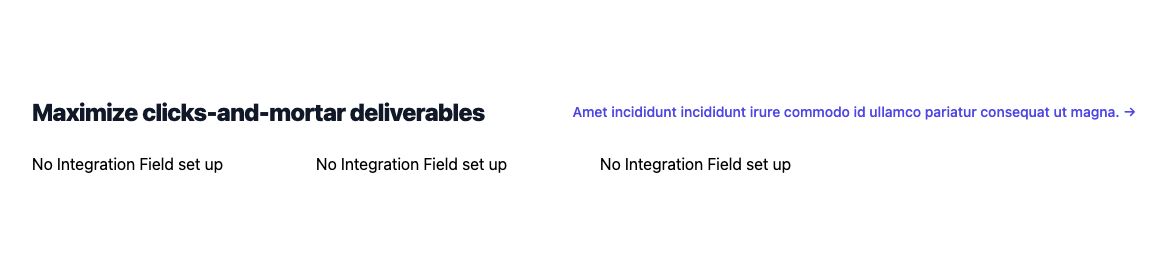 Maximize clicks-and-mortar deliverables
Amet incididunt incididunt irure commodo id ullamco pariatur consequat ut magna. →
No Integration Field set up
No Integration Field set up
No Integration Field set up